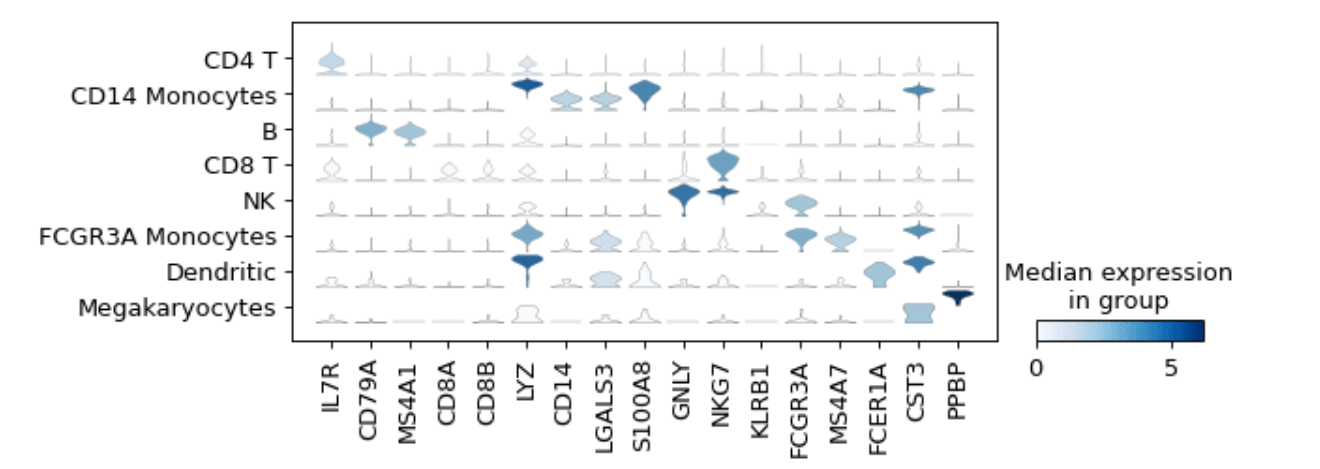 CD4 T
CD14 Monocytes
B
CD8 T
NK
FCGR3A Monocytes
Dendritic
Megakaryocytes
IL7R
CD79A
MS4A1
CD8A
CD8B
LYZ
CD14
LGALS3
S100A8
GNLY
NKG7
KLRB1
FCGR3A
MS4A7
FCER1A
CST3
PPBP
Median expression
in group
0 5